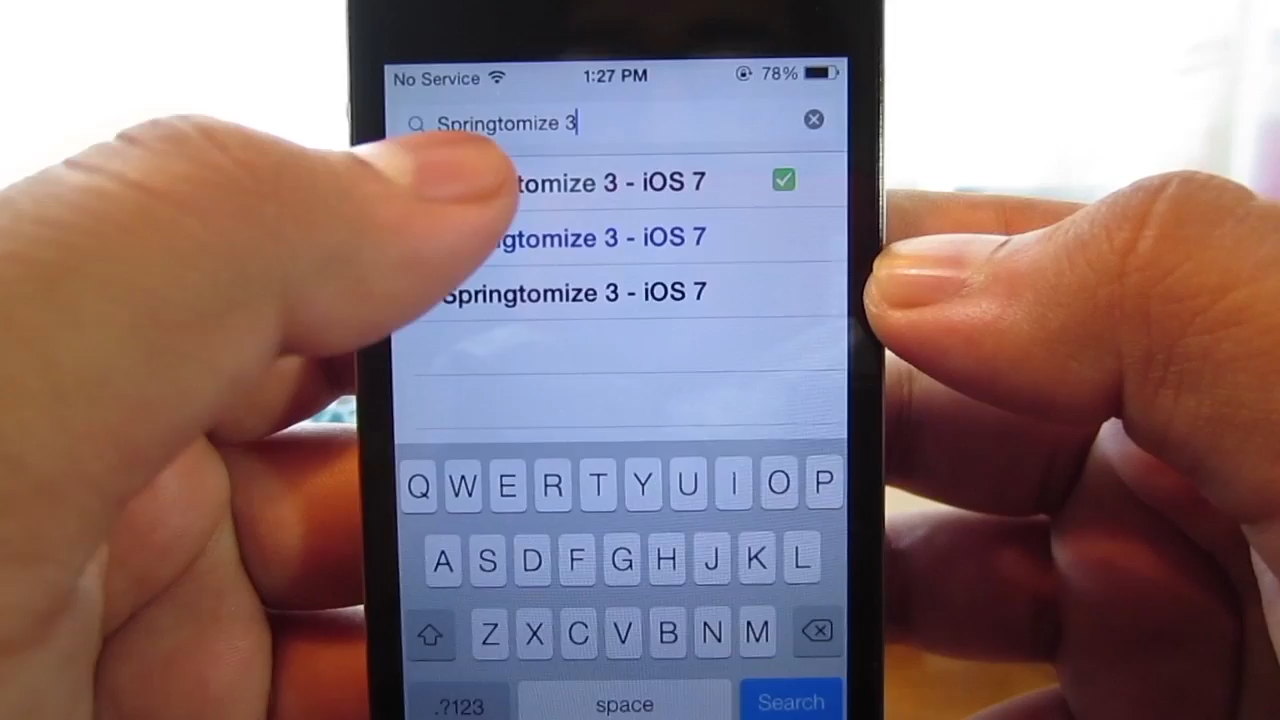 No Service 1:27 PM 78%
Springtomize 3
tomize 3 - iOS 7
gtomize 3 - iOS 7
Springtomize 3 - iOS 7
Q W E R T Y U I O P
A S D F G H J K L
Z X C V B N M
.?123 space Search